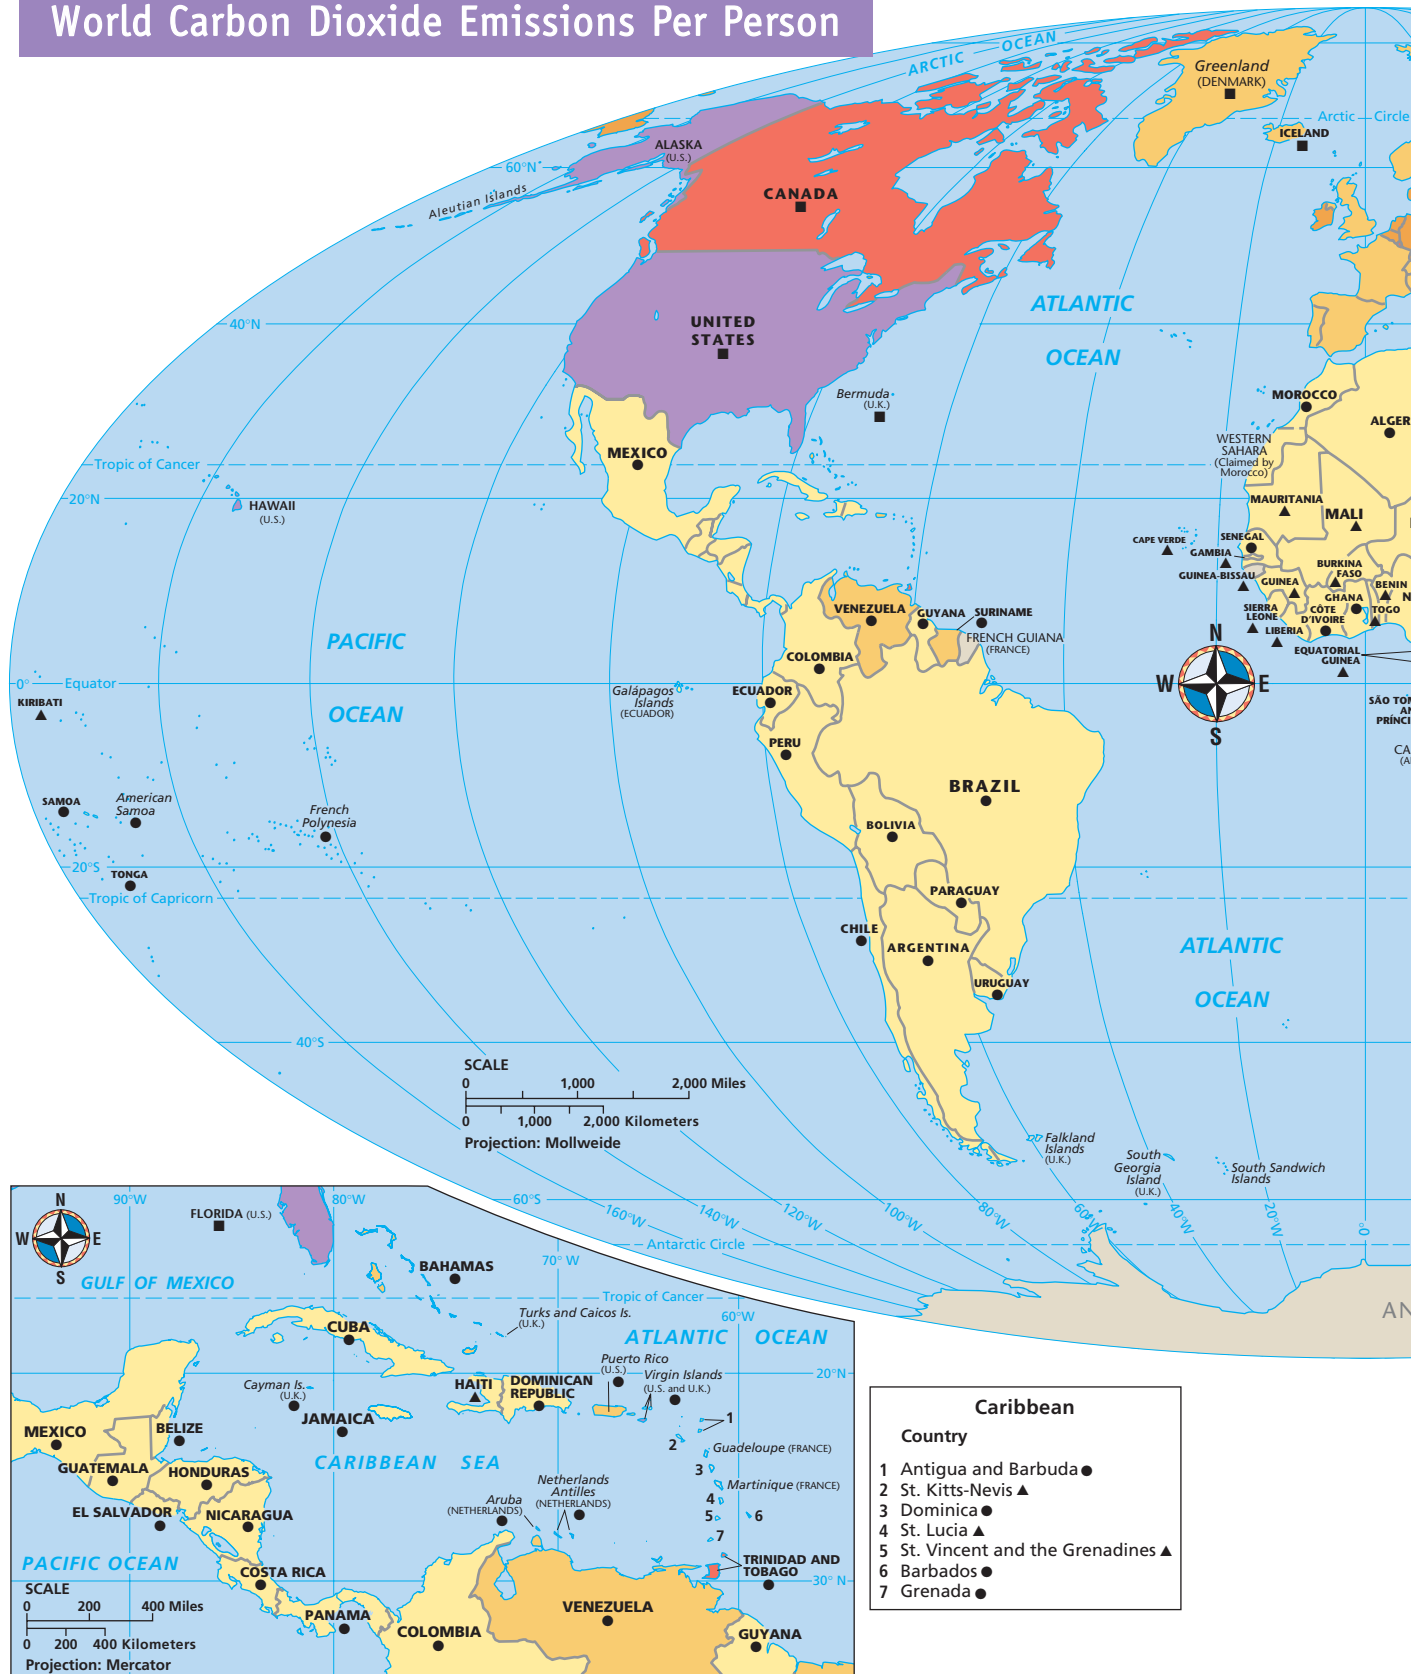 World Carbon Dioxide Emissions Per Person
ARCTIC OCEAN
Greenland
(DENMARK)
Arctic Circle
ICELAND
ALASKA
(U.S.)
60°N
Aleutian Islands
CANADA
ATLANTIC
OCEAN
40°N
UNITED
STATES
Bermuda
(U.K.)
MOROCCO
ALGER
WESTERN
SAHARA
(Claimed by
Morocco)
MEXICO
Tropic of Cancer
20°N
HAWAII
(U.S.)
MAURITANIA
MALI
CAPE VERDE
SENEGAL
GAMBIA
GUINEA-BISSAU
GUINEA
BURKINA
FASO
BENIN
N
GHANA
CÔTE
D'IVOIRE
TOGO
SIERRA
LEONE
LIBERIA
EQUATORIAL
GUINEA
VENEZUELA
GUYANA
SURINAME
FRENCH GUIANA
(FRANCE)
PACIFIC
OCEAN
COLOMBIA
N
W
E
S
0°
Equator
KIRIBATI
Galápagos
Islands
(ECUADOR)
ECUADOR
SÃO TOM
AN
PRÍNCI
CA
(A
PERU
BRAZIL
SAMOA
American
Samoa
French
Polynesia
BOLIVIA
20°S
TONGA
Tropic of Capricorn
PARAGUAY
CHILE
ARGENTINA
ATLANTIC
OCEAN
URUGUAY
40°S
SCALE
0 1,000 2,000 Miles
0 1,000 2,000 Kilometers
Projection: Mollweide
Falkland
Islands
(U.K.)
South
Georgia
Island
(U.K.)
South Sandwich
Islands
60°S
160°W
140°W
120°W
100°W
80°W
60°W
40°W
20°W
0°
Antarctic Circle
AN
N
W
E
S
90°W
80°W
FLORIDA (U.S.)
GULF OF MEXICO
BAHAMAS
70° W
Tropic of Cancer
60°W
Turks and Caicos Is.
(U.K.)
CUBA
ATLANTIC OCEAN
Puerto Rico
(U.S.)
Virgin Islands
(U.S. and U.K.)
20°N
Cayman Is.
(U.K.)
HAITI
DOMINICAN
REPUBLIC
JAMAICA
MEXICO
BELIZE
1
2
Guadeloupe (FRANCE)
CARIBBEAN SEA
GUATEMALA
HONDURAS
3
Martinique (FRANCE)
Netherlands
Antilles
(NETHERLANDS)
Aruba
(NETHERLANDS)
4
EL SALVADOR
NICARAGUA
5
6
7
PACIFIC OCEAN
COSTA RICA
TRINIDAD AND
TOBAGO
30° N
SCALE
0 200 400 Miles
0 200 400 Kilometers
Projection: Mercator
PANAMA
COLOMBIA
VENEZUELA
GUYANA
Caribbean
Country
1 Antigua and Barbuda
2 St. Kitts-Nevis
3 Dominica
4 St. Lucia
5 St. Vincent and the Grenadines
6 Barbados
7 Grenada